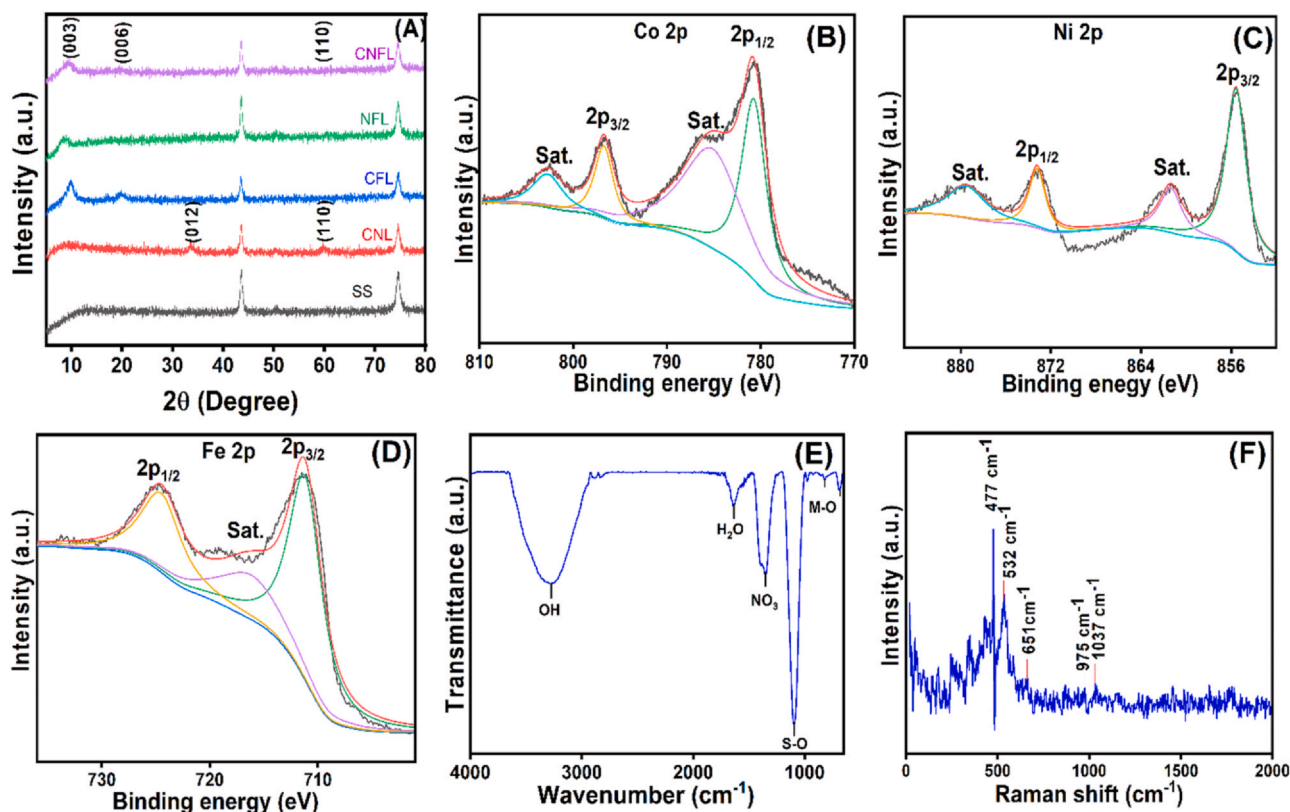 (A)
(003)
(006)
(110)
CNFL
NFL
CFL
(012)
(110)
CNL
SS
Intensity (a.u.)
10 20 30 40 50 60 70 80
2θ (Degree)
Co 2p
2p1/2
(B)
2p3/2
Sat.
Sat.
Intensity (a.u.)
810 800 790 780 770
Binding energy (eV)
Ni 2p
(C)
2p3/2
2p1/2
Sat.
Sat.
Intensity (a.u.)
880 872 864 856
Binding enegy (eV)
Fe 2p
2p3/2
(D)
2p1/2
Sat.
Intensity (a.u.)
730 720 710
Binding energy (eV)
(E)
M-O
H2O
NO3
OH
S-O
Transmittance (a.u.)
4000 3000 2000 1000
Wavenumber (cm-1)
(F)
477 cm-1
532 cm-1
651cm-1
975 cm-1
1037 cm-1
Intensity (a.u.)
0 500 1000 1500 2000
Raman shift (cm-1)